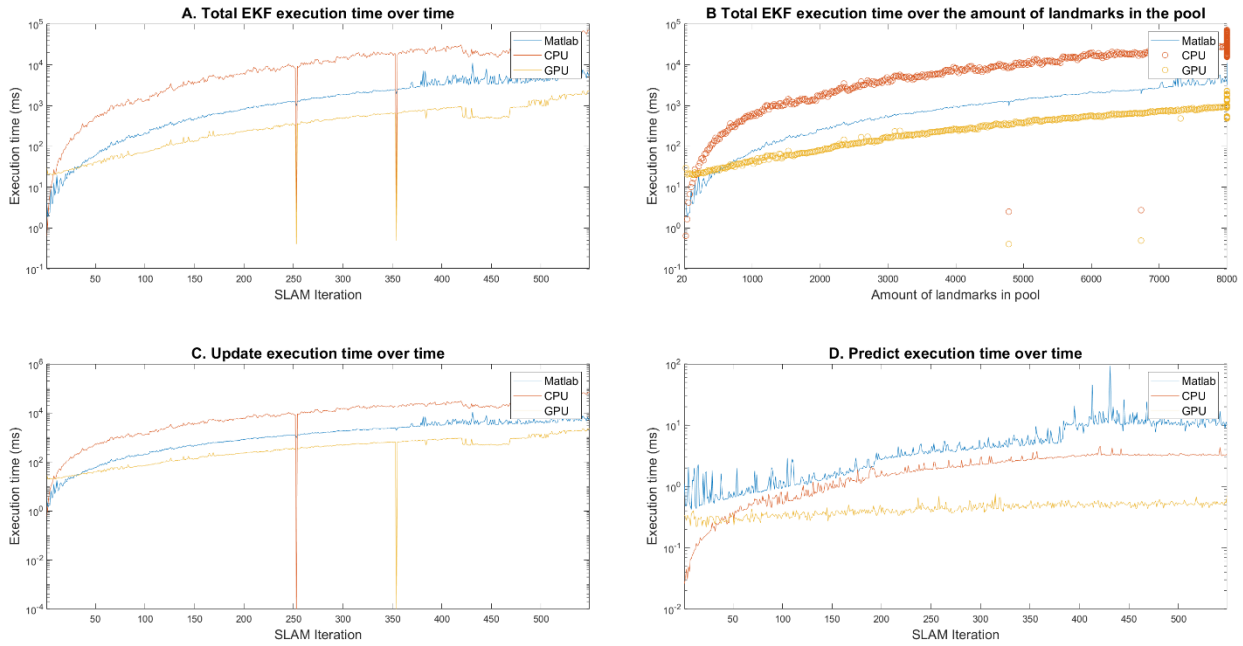 A. Total EKF execution time over time
10^5
10^4
10^3
10^2
10^1
10^0
10^-1
Execution time (ms)
Matlab
CPU
GPU
50 100 150 200 250 300 350 400 450 500
SLAM Iteration
B Total EKF execution time over the amount of landmarks in the pool
10^5
10^4
10^3
10^2
10^1
10^0
10^-1
Execution time (ms)
Matlab
CPU
GPU
20 1000 2000 3000 4000 5000 6000 7000 8000
Amount of landmarks in pool
C. Update execution time over time
10^6
10^4
10^2
10^0
10^-2
10^-4
Execution time (ms)
Matlab
CPU
GPU
50 100 150 200 250 300 350 400 450 500
SLAM Iteration
D. Predict execution time over time
10^2
10^1
10^0
10^-1
10^-2
Execution time (ms)
Matlab
CPU
GPU
50 100 150 200 250 300 350 400 450 500
SLAM Iteration